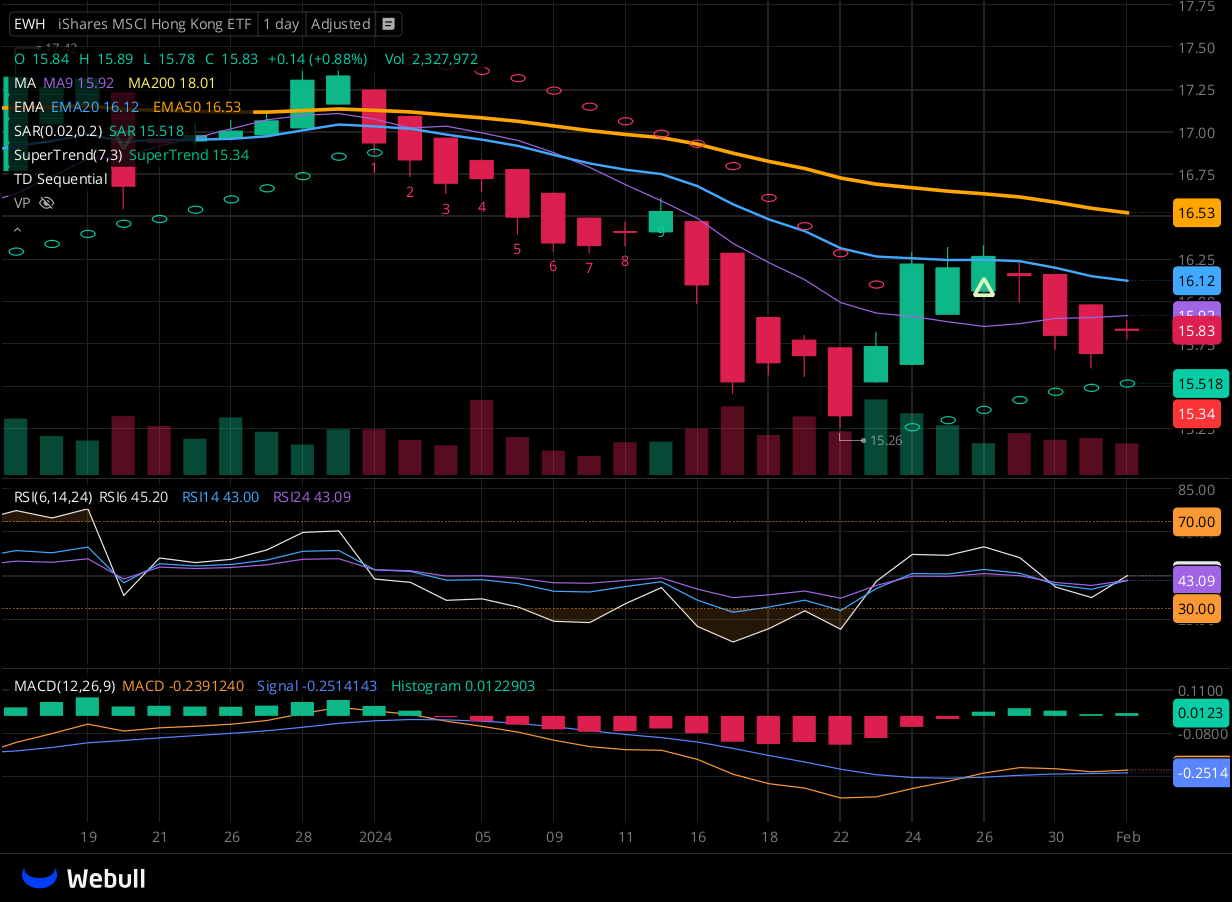 EWH iShares MSCI Hong Kong ETF 1 day Adjusted
17.75
17.50
17.42
O 15.84 H 15.89 L 15.78 C 15.83 +0.14 (+0.88%) Vol 2,327,972
MA MA9 15.92 MA200 18.01
17.25
EMA EMA20 16.12 EMA50 16.53
SAR(0.02,0.2) SAR 15.518
17.00
SuperTrend(7,3) SuperTrend 15.34
TD Sequential
16.75
VP
1
2
3
4
5
6
7
8
9
16.53
16.25
16.12
15.92
15.83
15.75
15.518
15.34
15.26
RSI(6,14,24) RSI6 45.20 RSI14 43.00 RSI24 43.09
85.00
70.00
43.09
30.00
MACD(12,26,9) MACD -0.2391240 Signal -0.2514143 Histogram 0.0122903
0.1100
0.0123
-0.0800
-0.2514
19 21 26 28 2024 05 09 11 16 18 22 24 26 30 Feb
Webull